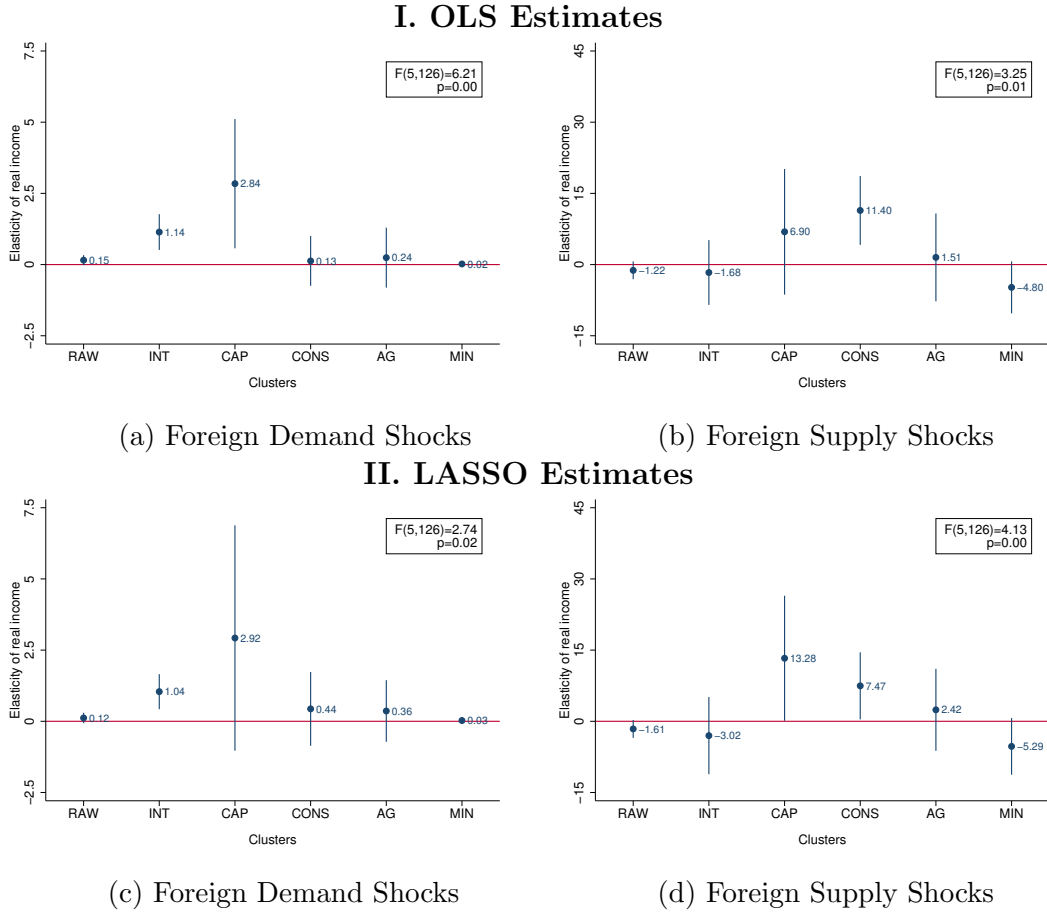 I. OLS Estimates
Elasticity of real income
7.5
5
2.5
0
−2.5
F(5,126)=6.21
p=0.00
0.15
1.14
2.84
0.13
0.24
0.02
RAW INT CAP CONS AG MIN
Clusters
(a) Foreign Demand Shocks
Elasticity of real income
45
30
15
0
−15
F(5,126)=3.25
p=0.01
−1.22
−1.68
6.90
11.40
1.51
−4.80
RAW INT CAP CONS AG MIN
Clusters
(b) Foreign Supply Shocks
II. LASSO Estimates
Elasticity of real income
7.5
5
2.5
0
−2.5
F(5,126)=2.74
p=0.02
0.12
1.04
2.92
0.44
0.36
0.03
RAW INT CAP CONS AG MIN
Clusters
(c) Foreign Demand Shocks
Elasticity of real income
45
30
15
0
−15
F(5,126)=4.13
p=0.00
−1.61
−3.02
13.28
7.47
2.42
−5.29
RAW INT CAP CONS AG MIN
Clusters
(d) Foreign Supply Shocks